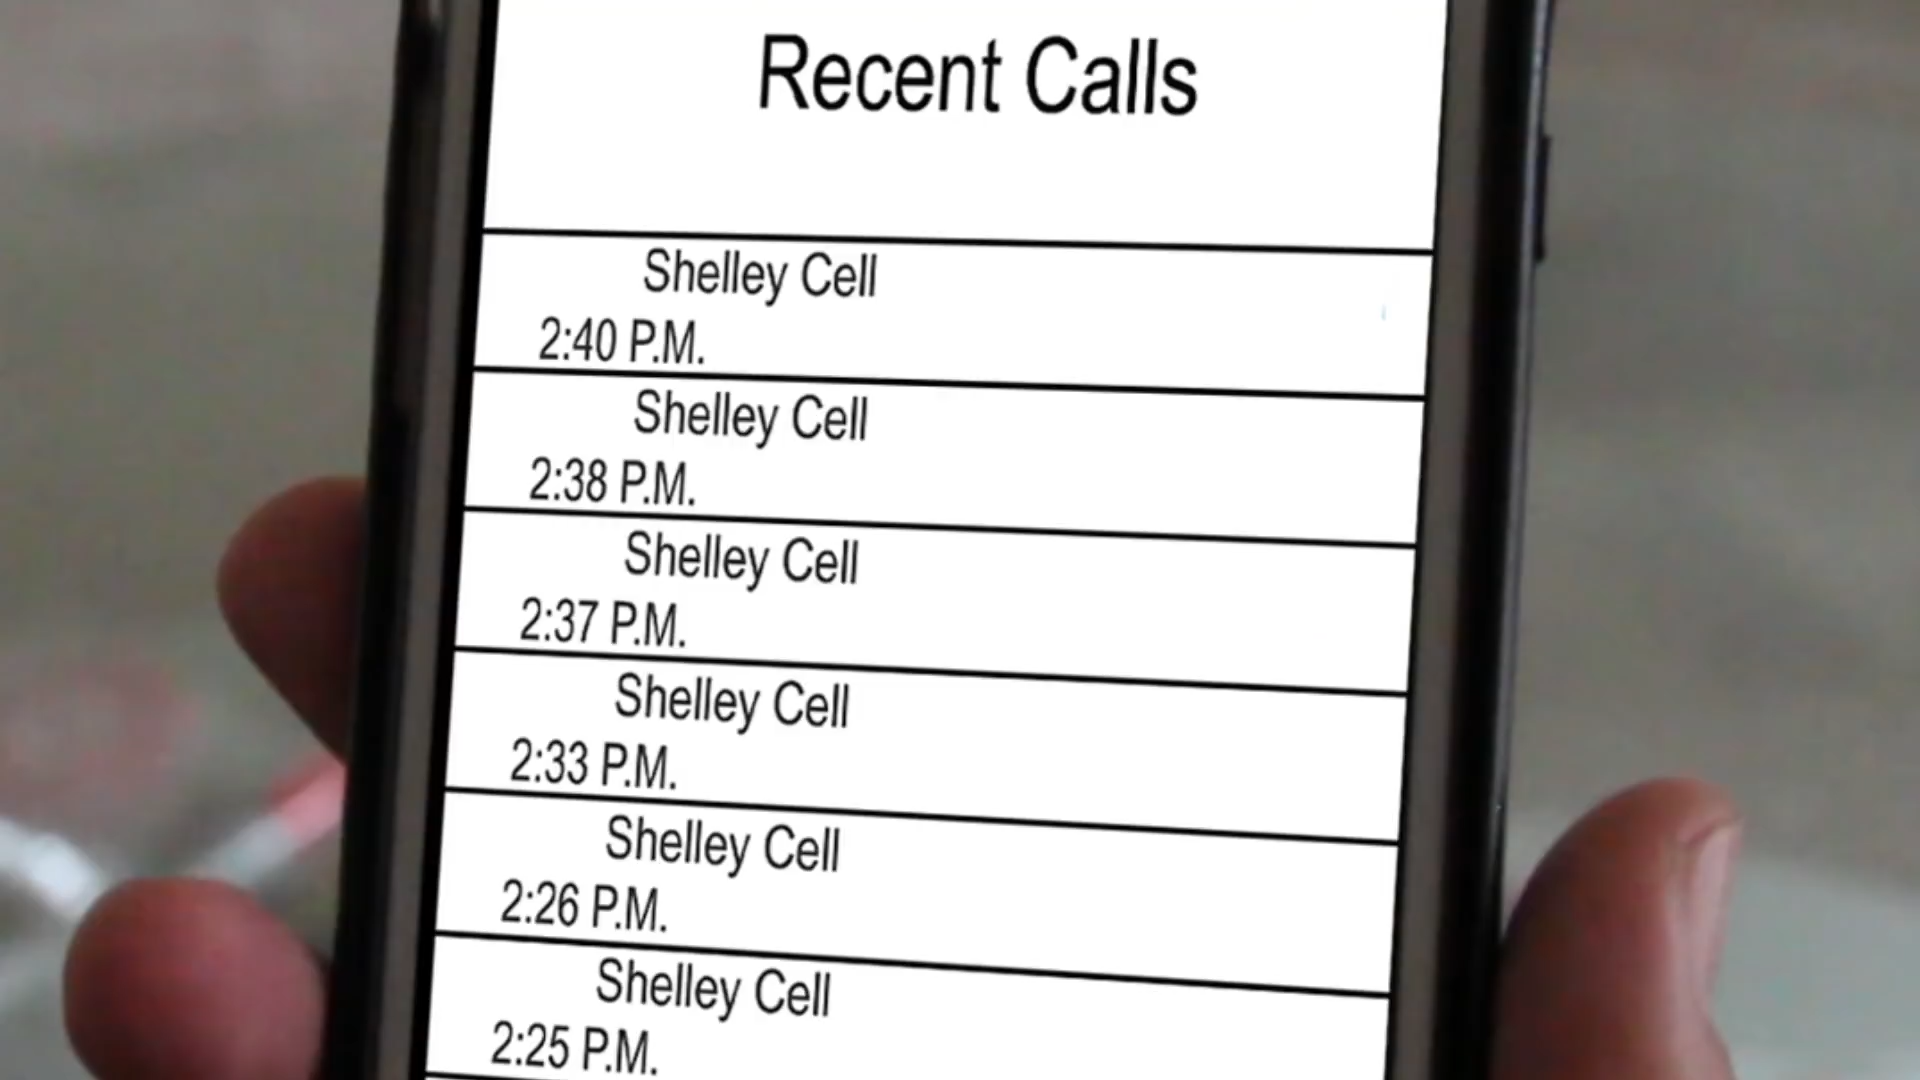 Recent Calls
Shelley Cell
2:40 P.M.
Shelley Cell
2:38 P.M.
Shelley Cell
2:37 P.M.
Shelley Cell
2:33 P.M.
Shelley Cell
2:26 P.M.
Shelley Cell
2:25 P.M.